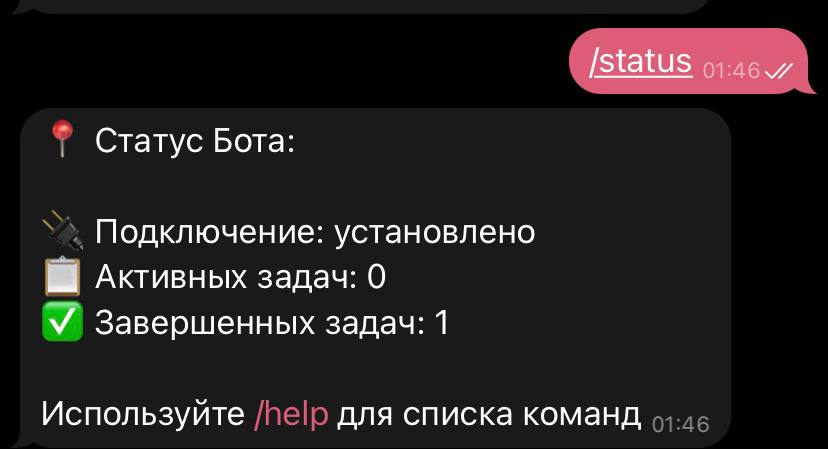 /status 01:46
Статус Бота:
Подключение: установлено
Активных задач: 0
Завершенных задач: 1
Используйте /help для списка команд 01:46